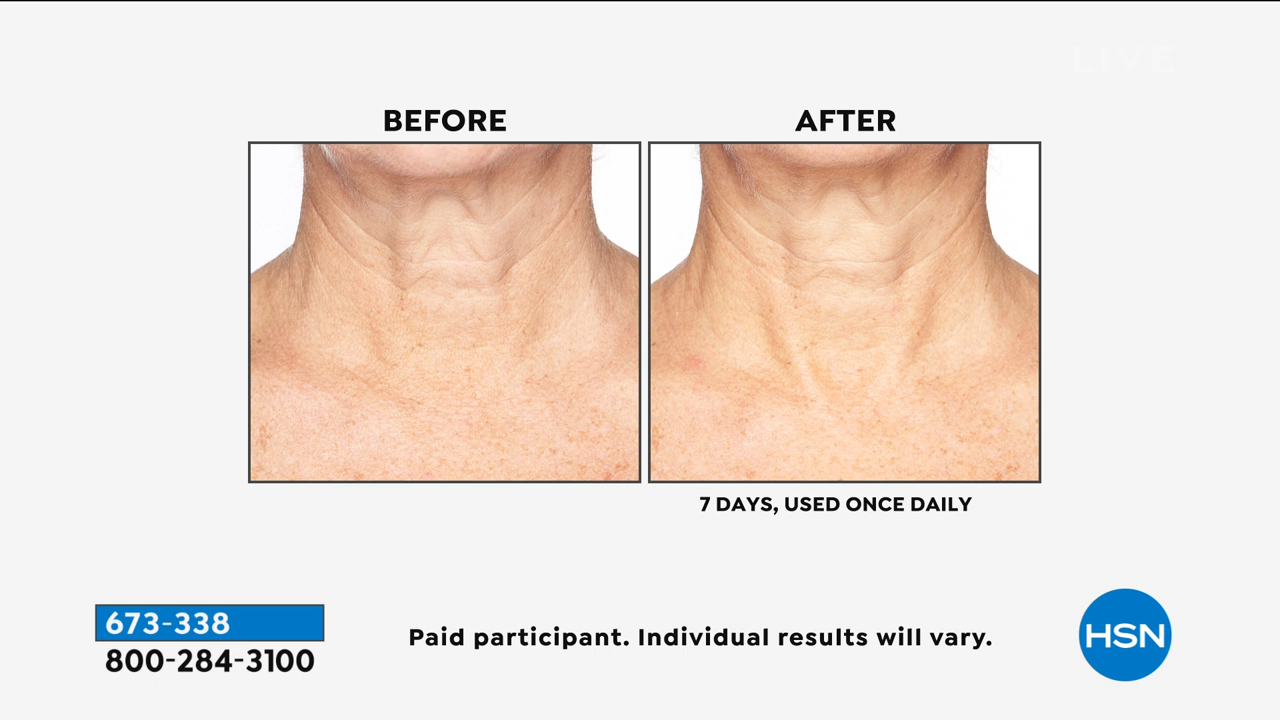 LIVE
BEFORE
AFTER
7 DAYS, USED ONCE DAILY
673-338
800-284-3100
Paid participant. Individual results will vary.
HSN